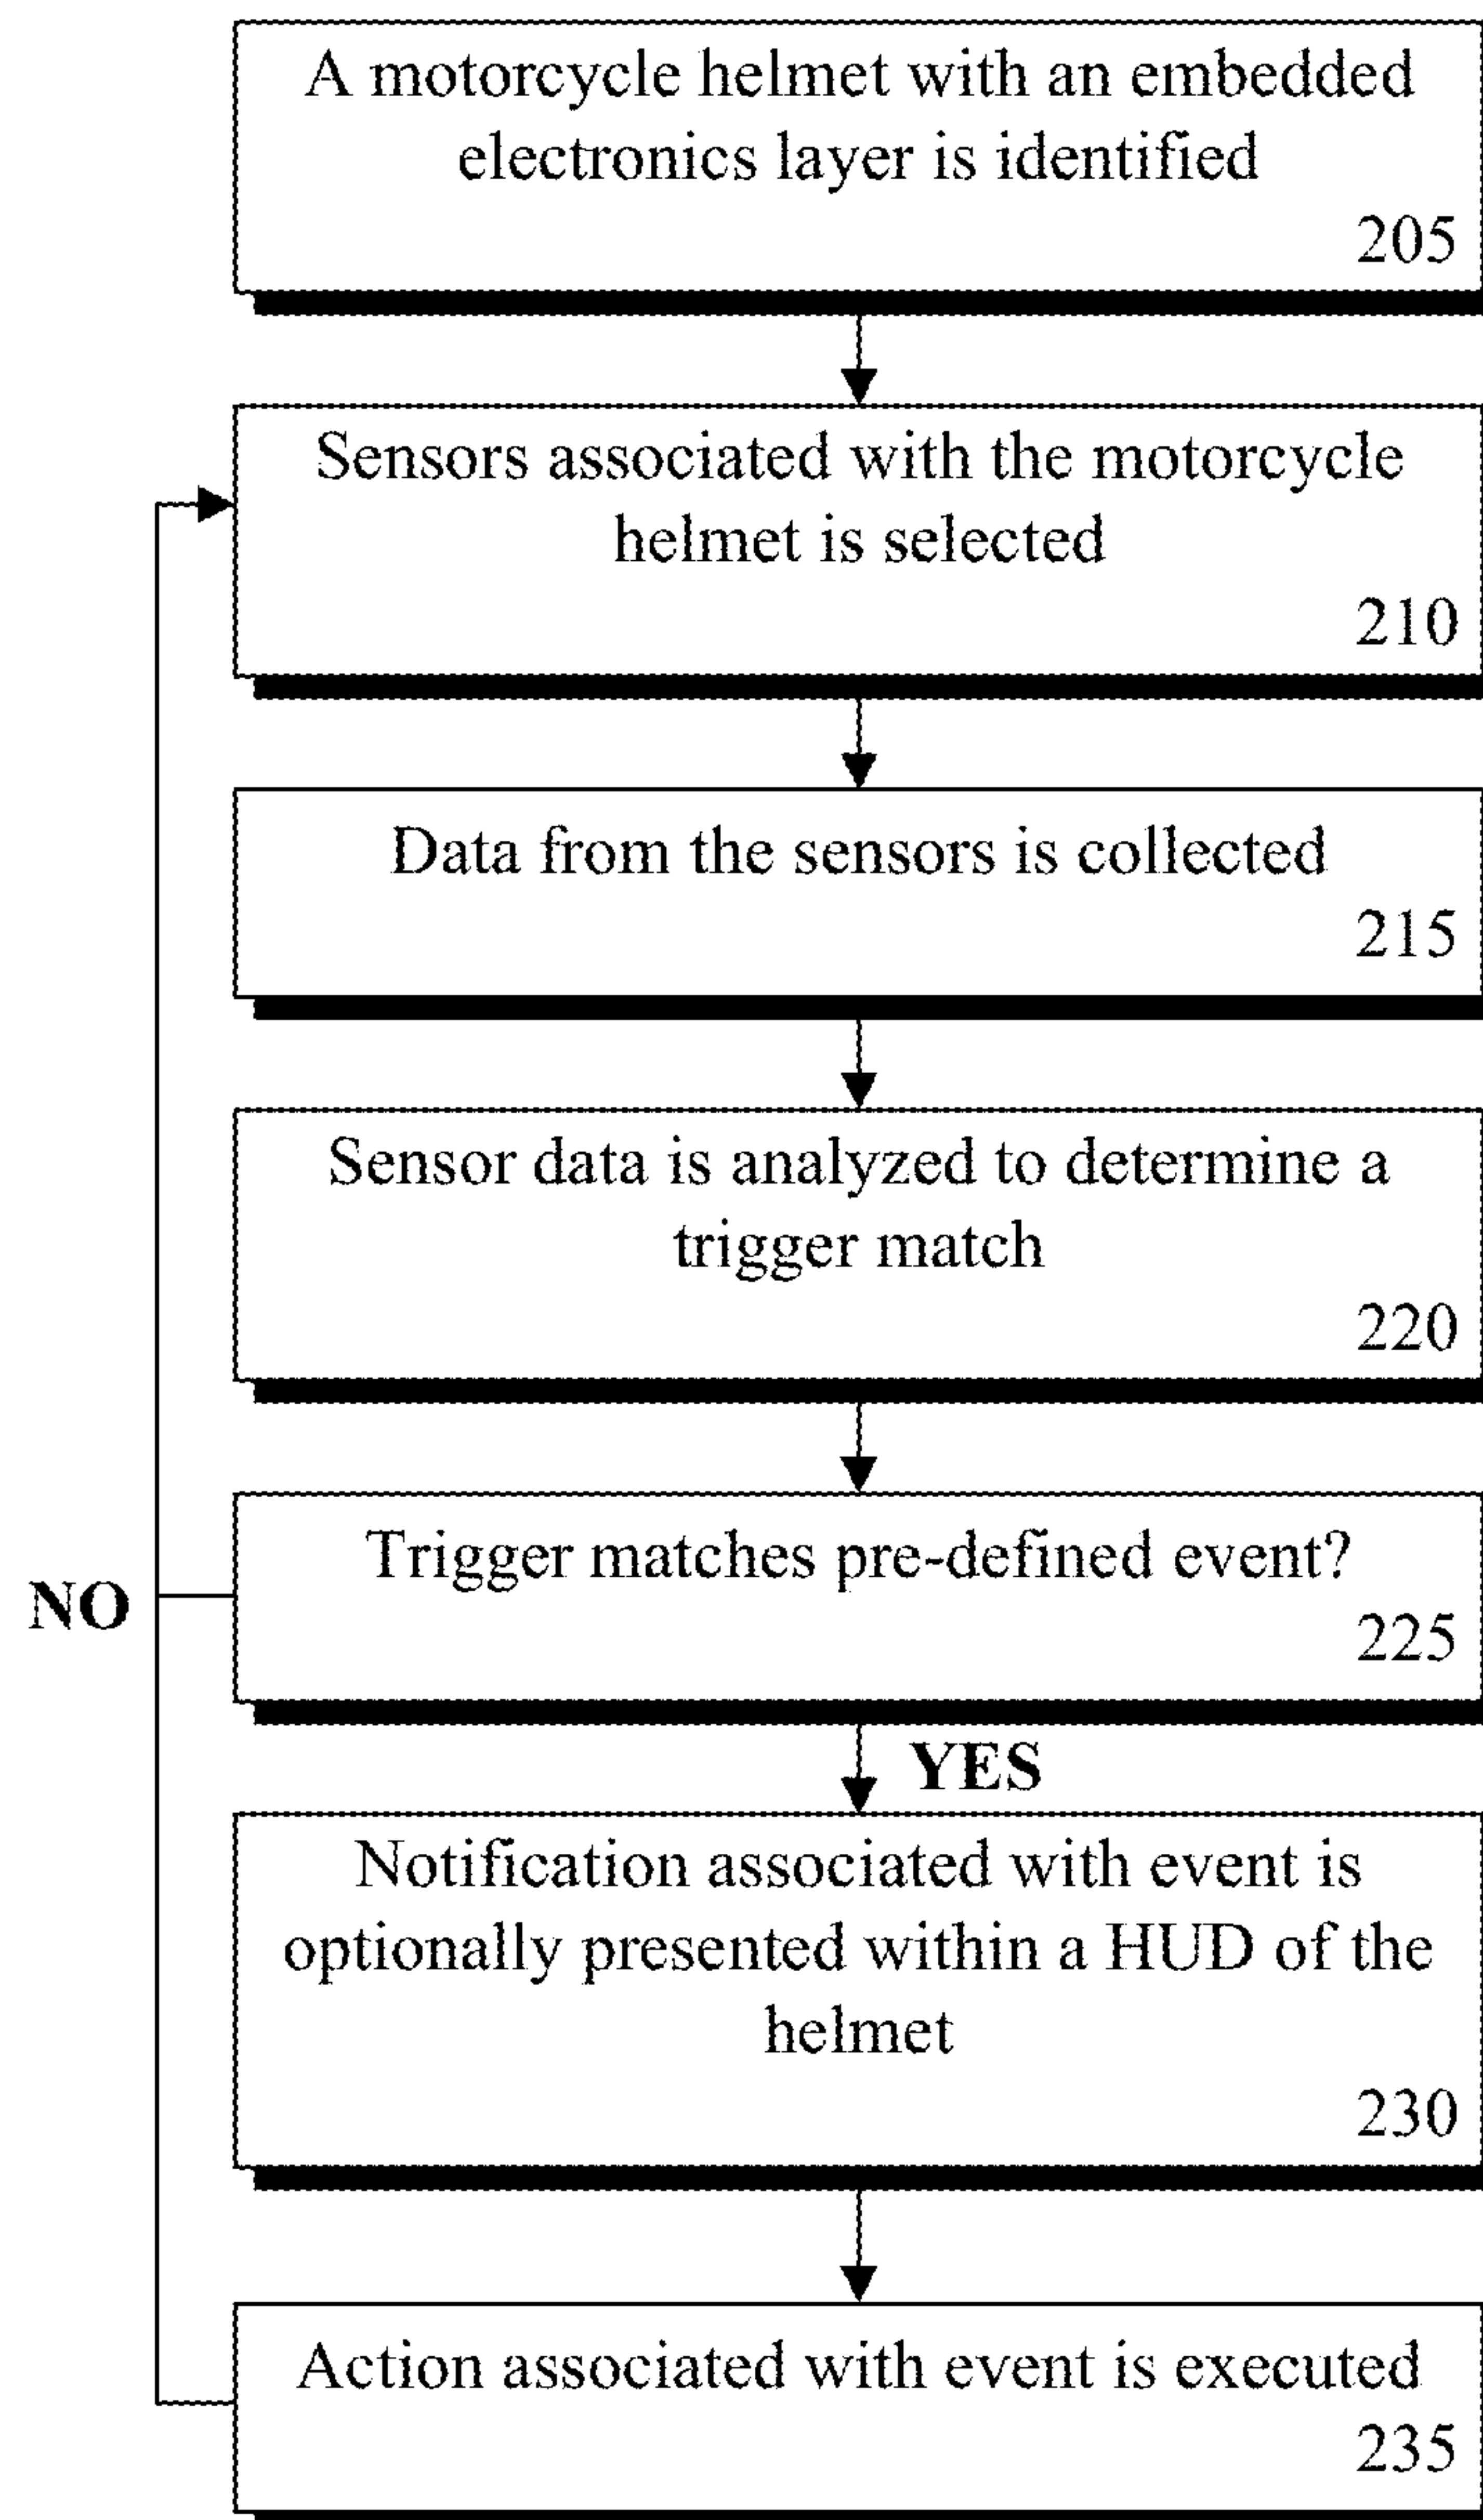 A motorcycle helmet with an embedded
electronics layer is identified
205
Sensors associated with the motorcycle
helmet is selected
210
Data from the sensors is collected
215
Sensor data is analyzed to determine a
trigger match
220
Trigger matches pre-defined event?
225
NO
YES
Notification associated with event is
optionally presented within a HUD of the
helmet
230
Action associated with event is executed
235